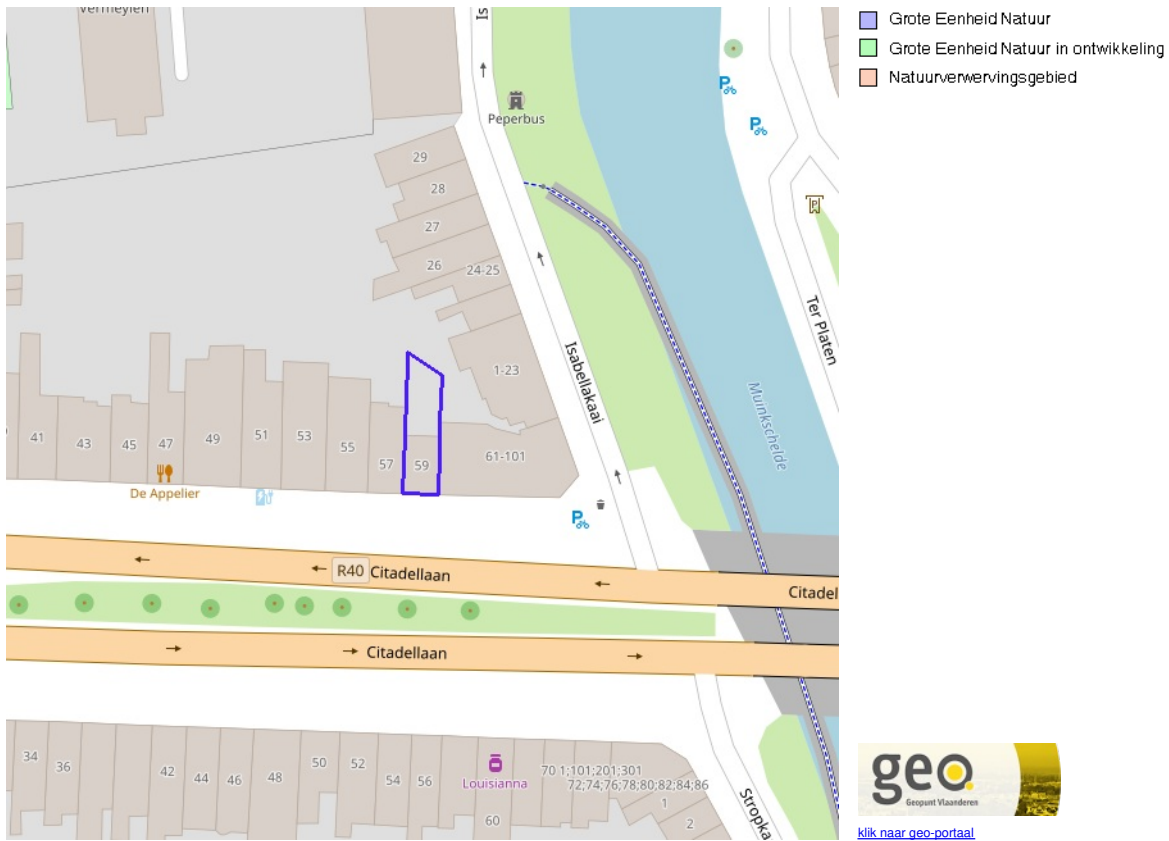 Vermeylen
Is
Grote Eenheid Natuur
Grote Eenheid Natuur in ontwikkeling
Natuurverwervingsgebied
P
P
Peperbus
29
28
P
27
26
24-25
Ter Platen
Isabellakaai
1-23
Muinkschelde
41
43
45
47
49
51
53
55
57
59
61-101
De Appelier
P
R40
Citadellaan
Citadel
Citadellaan
34
36
42
44
46
48
50
52
54
56
Louisianna
60
70 1;101;201;301
72;74;76;78;80;82;84;86
1
2
Stropka
geo.
Geopunt Vlaanderen
klik naar geo-portaal